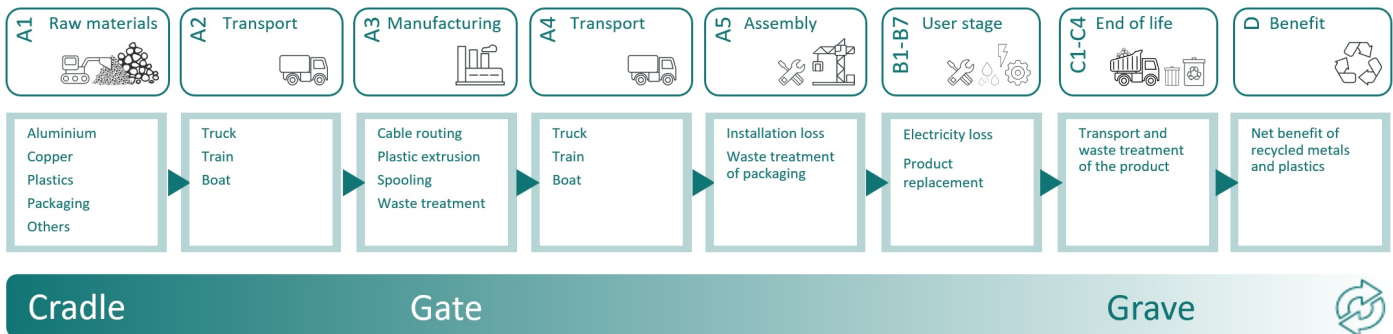 A1 Raw materials
A2 Transport
A3 Manufacturing
A4 Transport
A5 Assembly
B1-B7 User stage
C1-C4 End of life
D Benefit
Aluminium
Copper
Plastics
Packaging
Others
Truck
Train
Boat
Cable routing
Plastic extrusion
Spooling
Waste treatment
Truck
Train
Boat
Installation loss
Waste treatment
of packaging
Electricity loss
Product
replacement
Transport and
waste treatment
of the product
Net benefit of
recycled metals
and plastics
Cradle
Gate
Grave